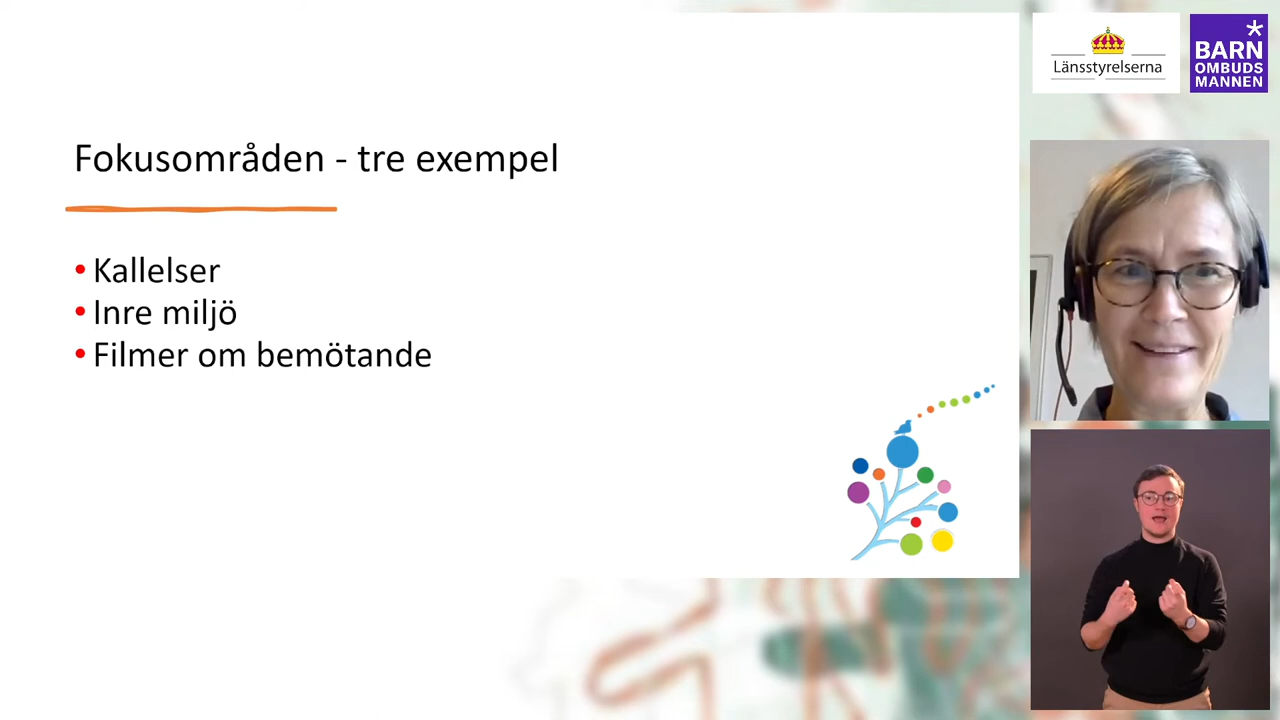 Fokusområden - tre exempel
• Kallelser
• Inre miljö
• Filmer om bemötande
Länsstyrelserna
BARN
OMBUDS
MANNEN